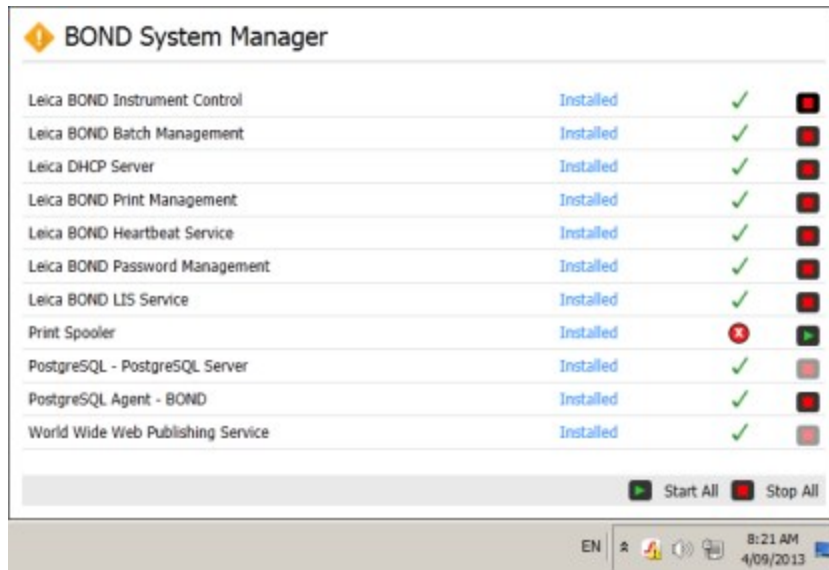 BOND System Manager
Leica BOND Instrument Control Installed
Leica BOND Batch Management Installed
Leica DHCP Server Installed
Leica BOND Print Management Installed
Leica BOND Heartbeat Service Installed
Leica BOND Password Management Installed
Leica BOND LIS Service Installed
Print Spooler Installed
PostgreSQL - PostgreSQL Server Installed
PostgreSQL Agent - BOND Installed
World Wide Web Publishing Service Installed
Start All Stop All
EN 8:21 AM
4/09/2013